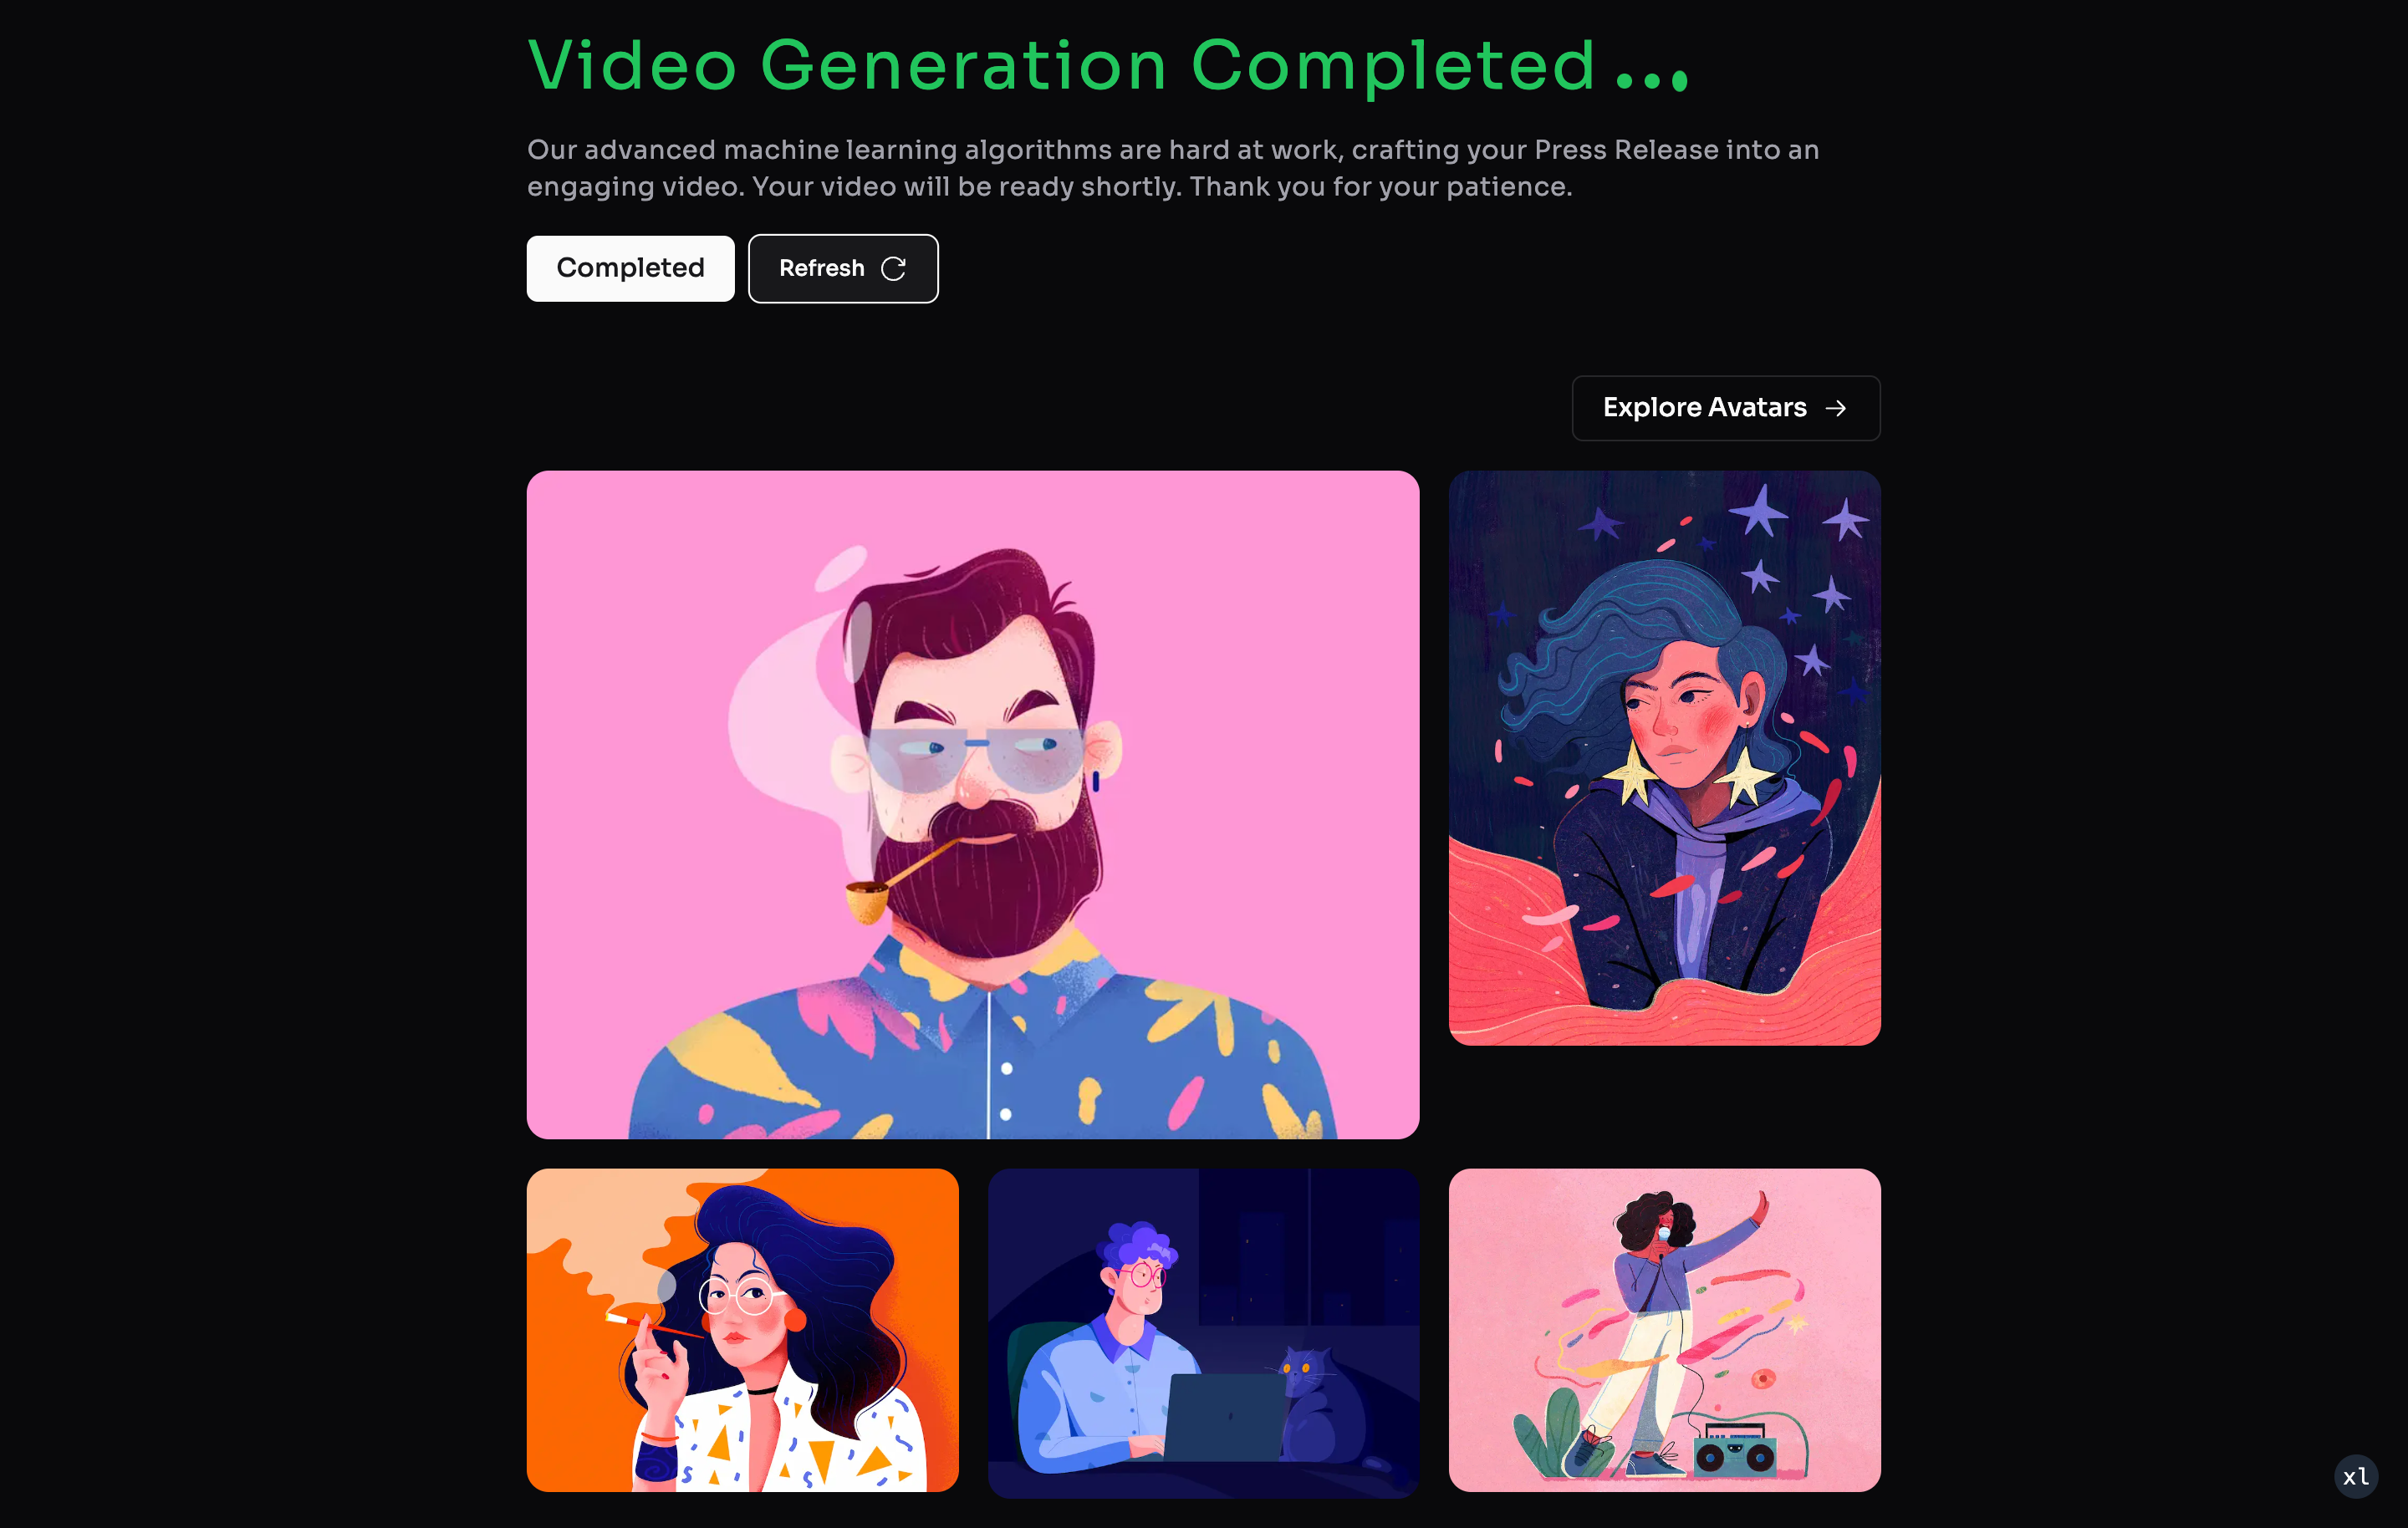 Video Generation Completed ...
Our advanced machine learning algorithms are hard at work, crafting your Press Release into an
engaging video. Your video will be ready shortly. Thank you for your patience.
Completed
Refresh
Explore Avatars
xl